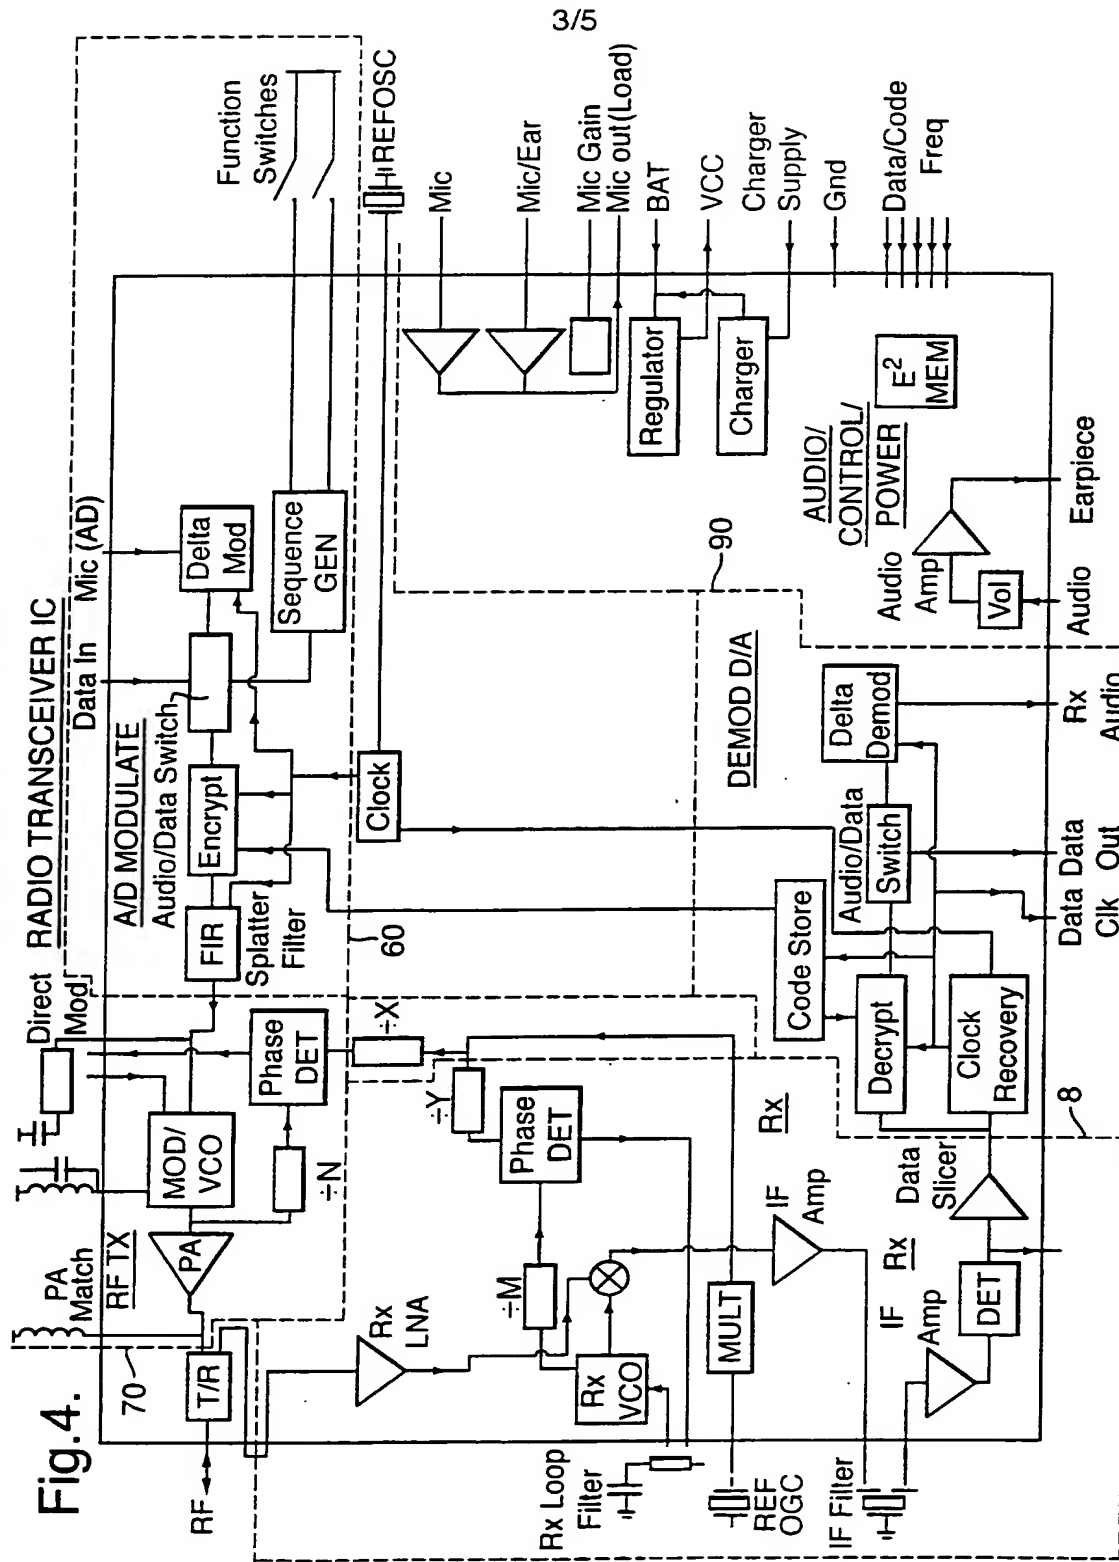 3/5
Fig.4.
RADIO TRANSCEIVER IC
70
RF
T/R
PA
Match
RF TX
PA
MOD/
VCO
Direct
Mod
÷N
Phase
DET
÷X
A/D MODULATE
Data In
Mic (AD)
Audio/Data Switch
FIR
Encrypt
Delta
Mod
Splatter
Filter
Sequence
GEN
Function
Switches
60
Clock
REFOSC
Mic
Mic/Ear
Mic Gain
Mic out(Load)
BAT
VCC
Charger
Supply
Gnd
Data/Code
Freq
Regulator
Charger
AUDIO/
CONTROL/
POWER
E2
MEM
90
Audio
Amp
Vol
Earpiece
Audio
DEMOD D/A
Delta
Demod
Audio/Data
Switch
Code Store
Decrypt
Clock
Recovery
Rx
Audio
Data
Out
Data
Clk
8
Rx
LNA
÷M
÷Y
Phase
DET
Rx
Rx
VCO
MULT
IF
Amp
Rx
IF
Amp
DET
Data
Slicer
Rx Loop
Filter
REF
OGC
IF Filter